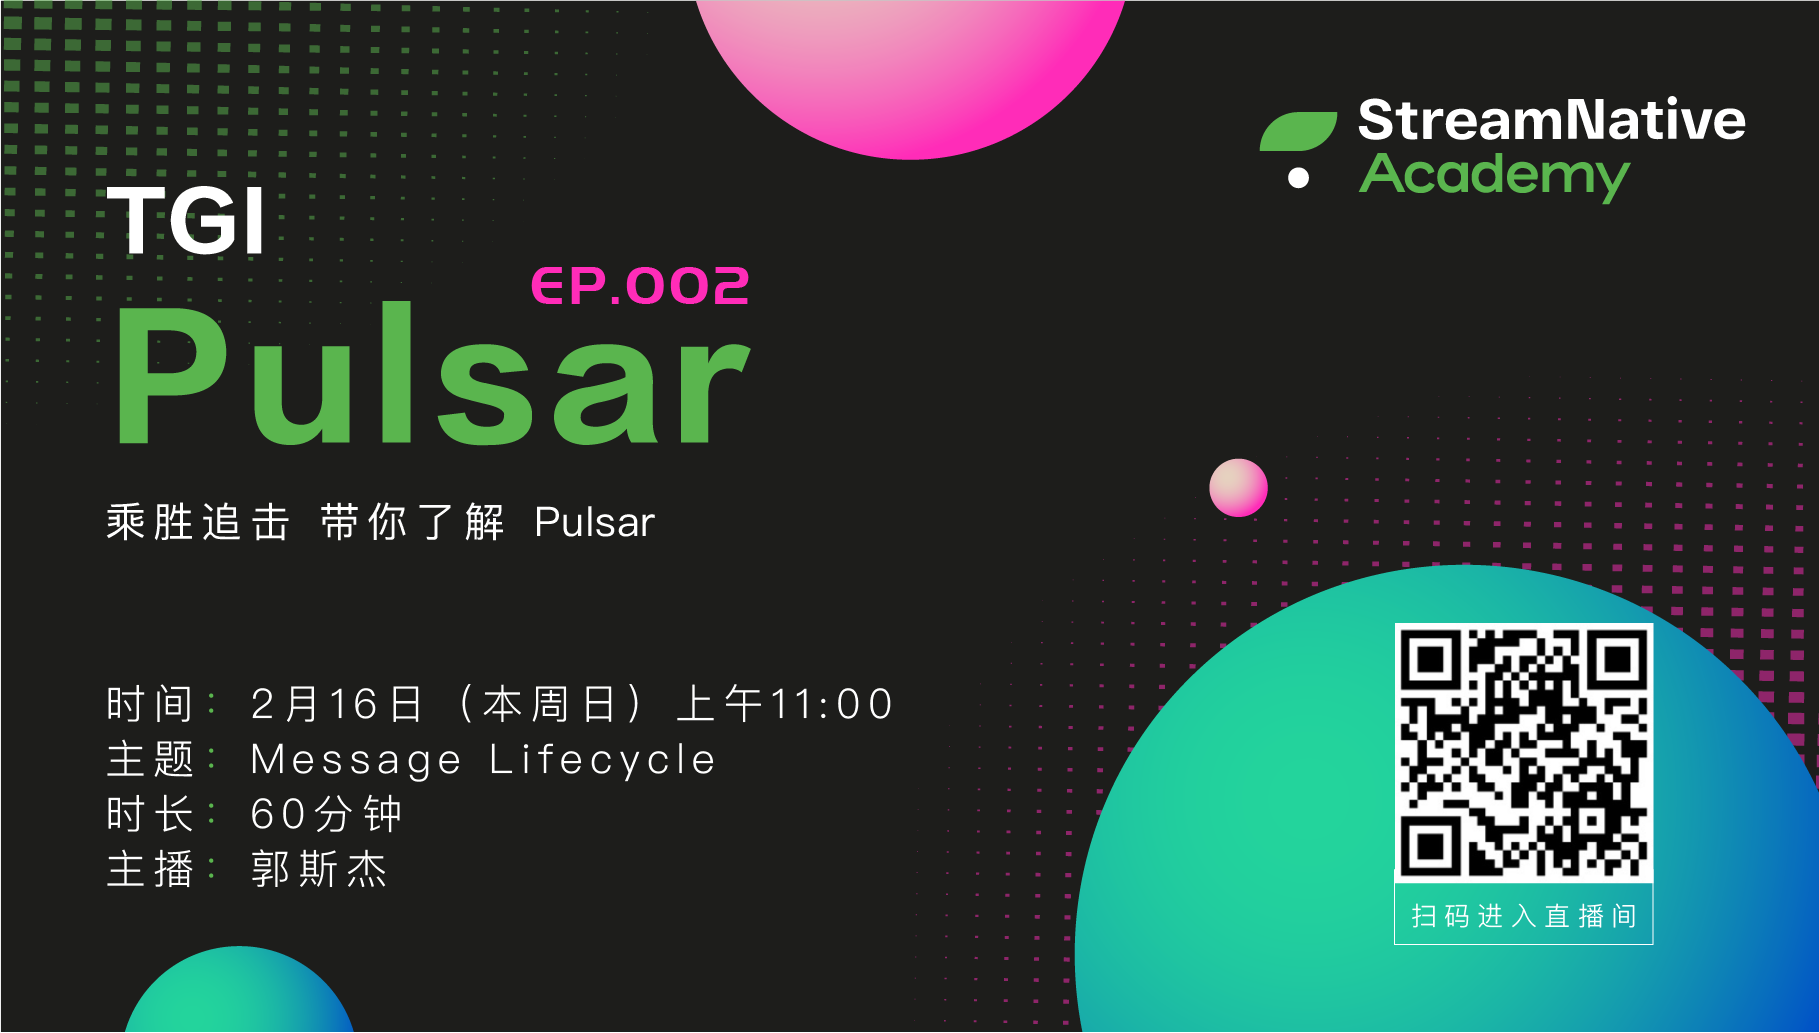 StreamNative
Academy
TGI
EP.002
Pulsar
乘胜追击 带你了解 Pulsar
时间：2月16日（本周日）上午11:00
主题：Message Lifecycle
时长：60分钟
主播：郭斯杰
扫码进入直播间